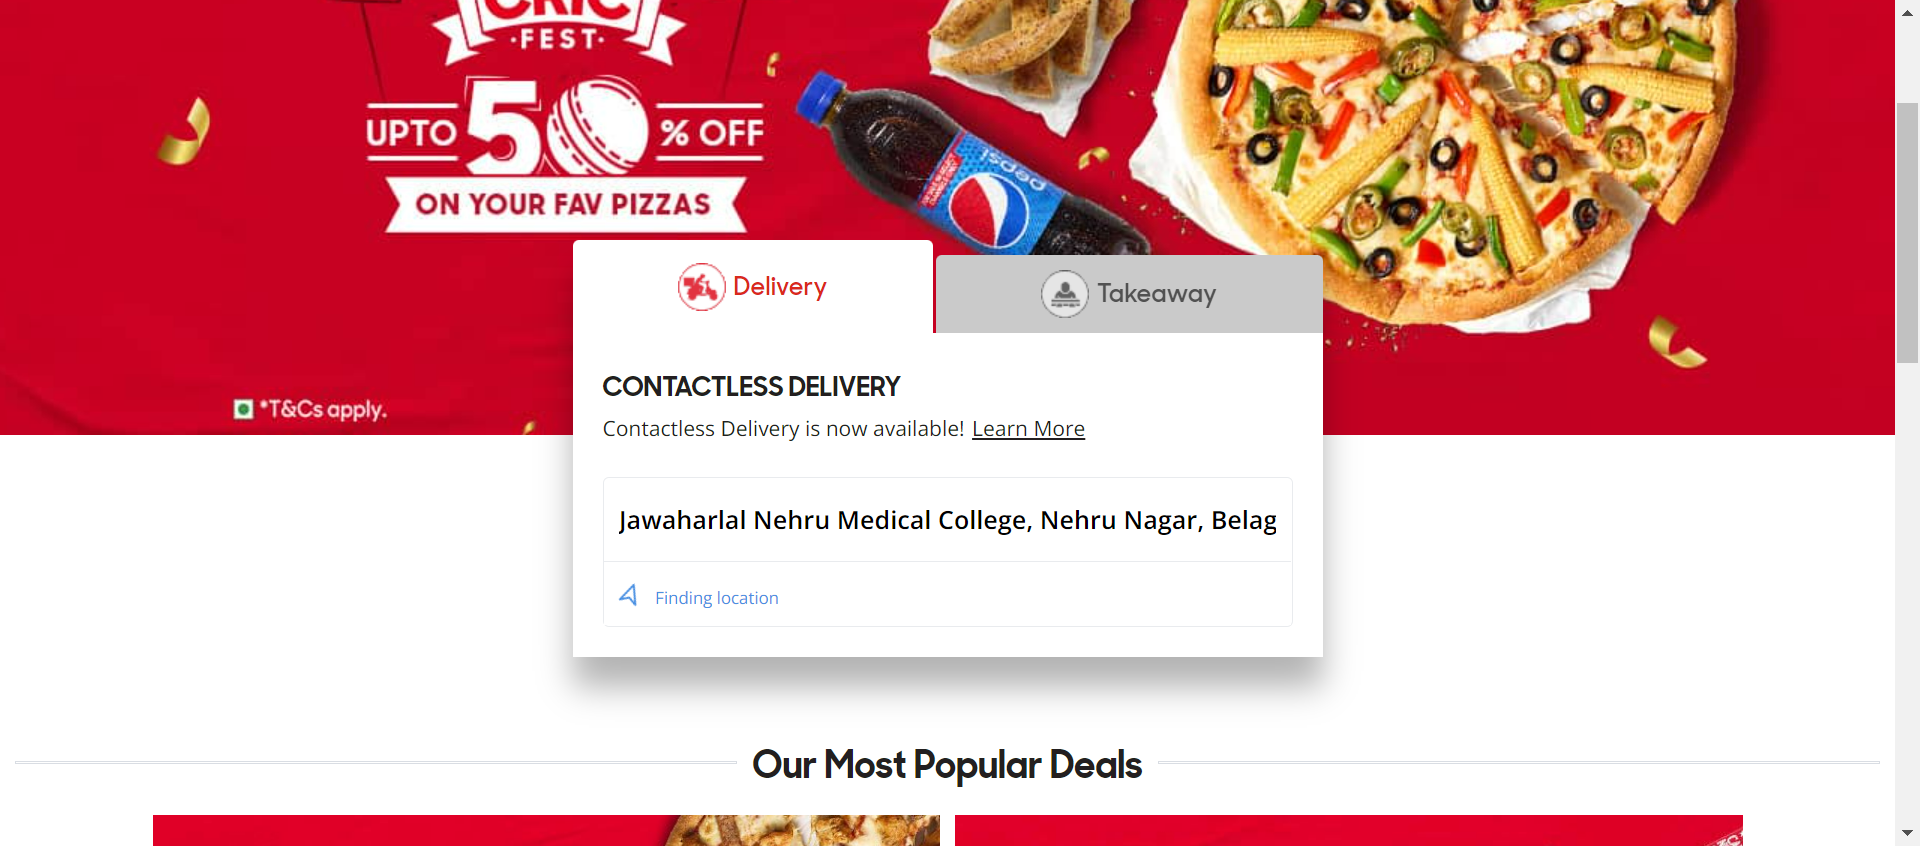 CRIC
·FEST·
UPTO 50% OFF
ON YOUR FAV PIZZAS
pepsi
*T&Cs apply.
Delivery
Takeaway
CONTACTLESS DELIVERY
Contactless Delivery is now available! Learn More
Jawaharlal Nehru Medical College, Nehru Nagar, Belag
Finding location
Our Most Popular Deals